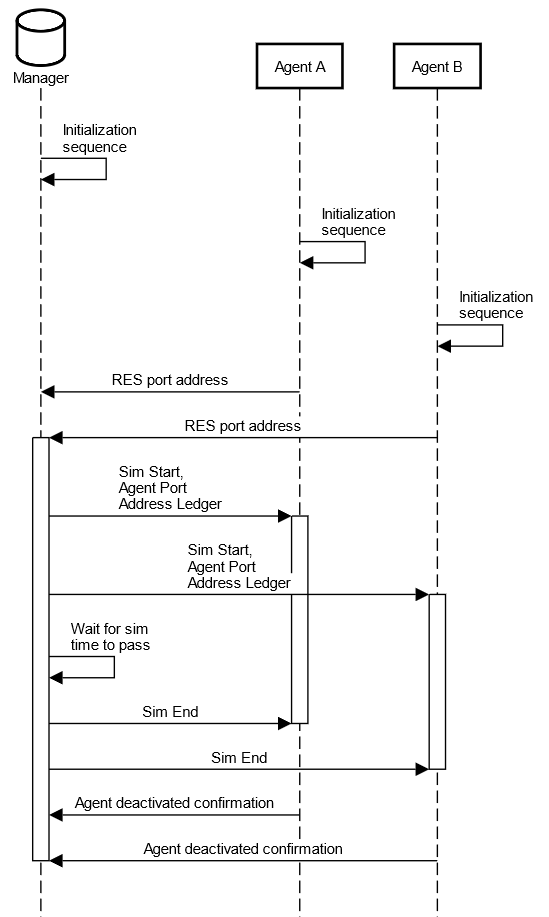 Manager
Agent A
Agent B
Initialization
sequence
Initialization
sequence
Initialization
sequence
RES port address
RES port address
Sim Start,
Agent Port
Address Ledger
Sim Start,
Agent Port
Address Ledger
Wait for sim
time to pass
Sim End
Sim End
Agent deactivated confirmation
Agent deactivated confirmation